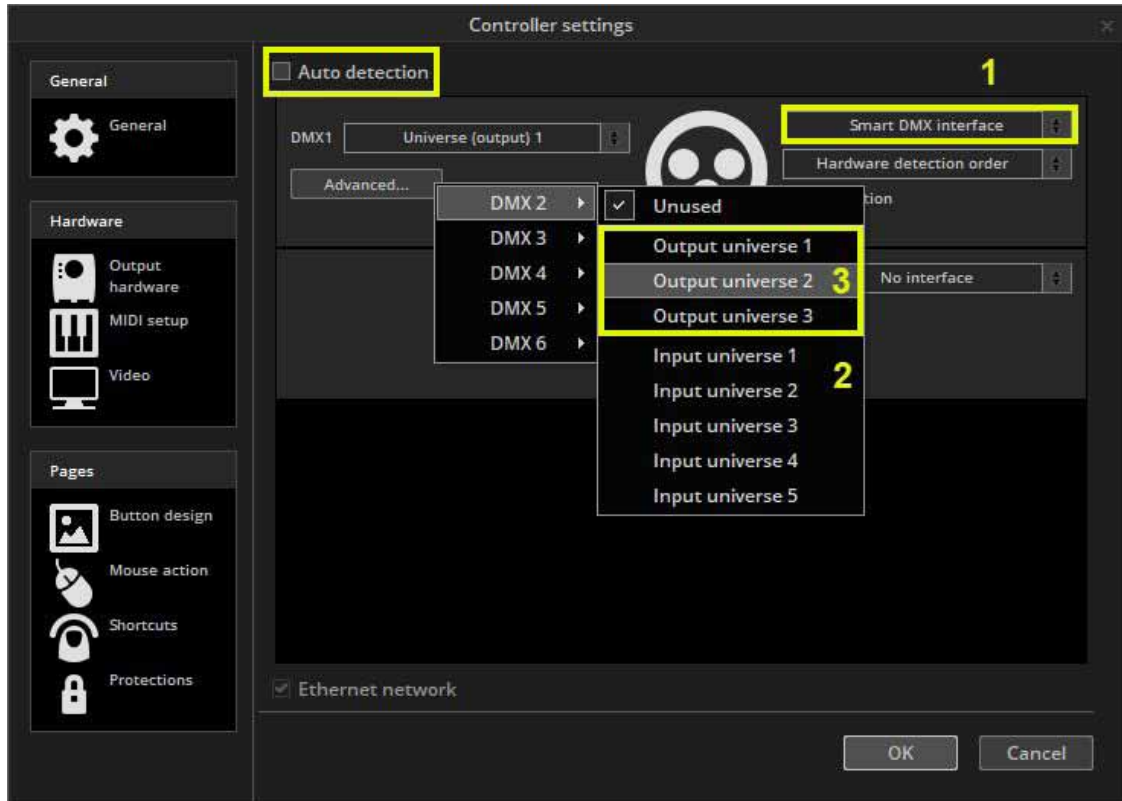 Controller settings
General
General
Hardware
Output
hardware
MIDI setup
Video
Pages
Button design
Mouse action
Shortcuts
Protections
Auto detection
1
DMX1 Universe (output) 1
Smart DMX interface
Hardware detection order
Advanced...
tion
DMX 2
DMX 3
DMX 4
DMX 5
DMX 6
Unused
Output universe 1
Output universe 2 3
Output universe 3
Input universe 1
2
Input universe 2
Input universe 3
Input universe 4
Input universe 5
No interface
Ethernet network
OK Cancel